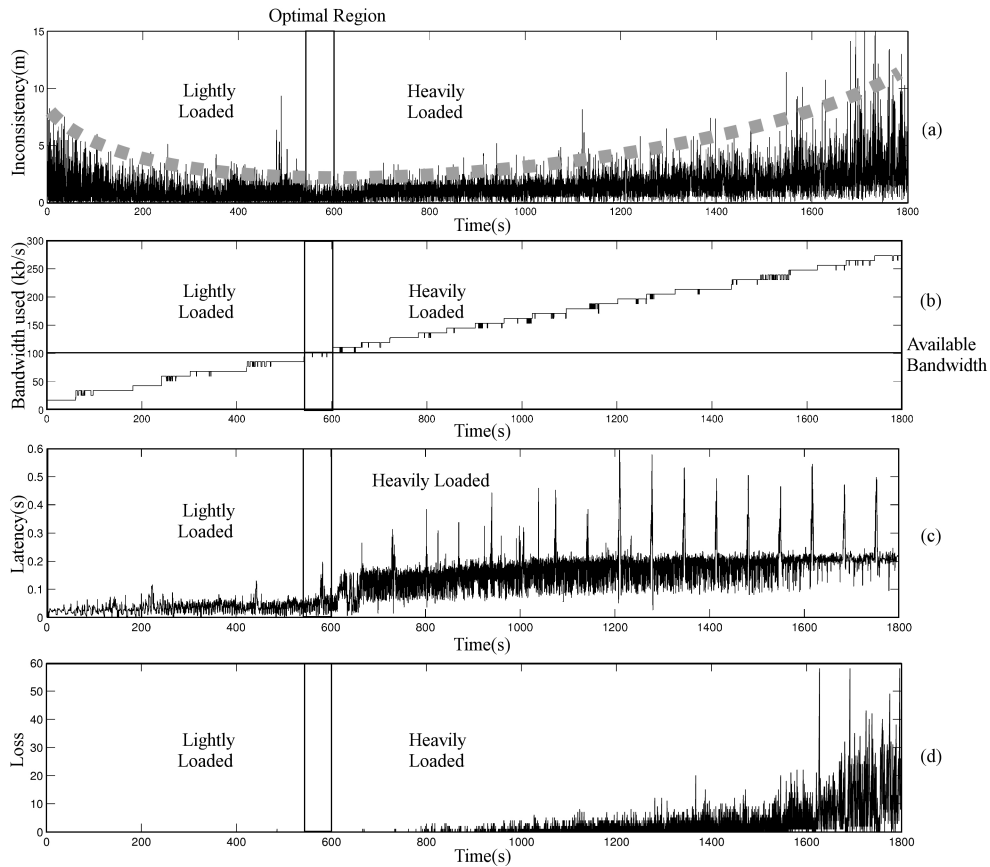 Optimal Region
15
10
5
0
Inconsistency(m)
Lightly
Loaded
Heavily
Loaded
(a)
0 200 400 600 800 1000 1200 1400 1600 1800
Time(s)
300
250
200
150
100
50
0
Bandwidth used (kb/s)
Lightly
Loaded
Heavily
Loaded
(b)
Available
Bandwidth
0 200 400 600 800 1000 1200 1400 1600 1800
Time(s)
0.6
0.5
0.4
0.3
0.2
0.1
0
Latency(s)
Lightly
Loaded
Heavily Loaded
(c)
0 200 400 600 800 1000 1200 1400 1600 1800
Time(s)
60
50
40
30
20
10
0
Loss
Lightly
Loaded
Heavily
Loaded
(d)
0 200 400 600 800 1000 1200 1400 1600 1800
Time(s)